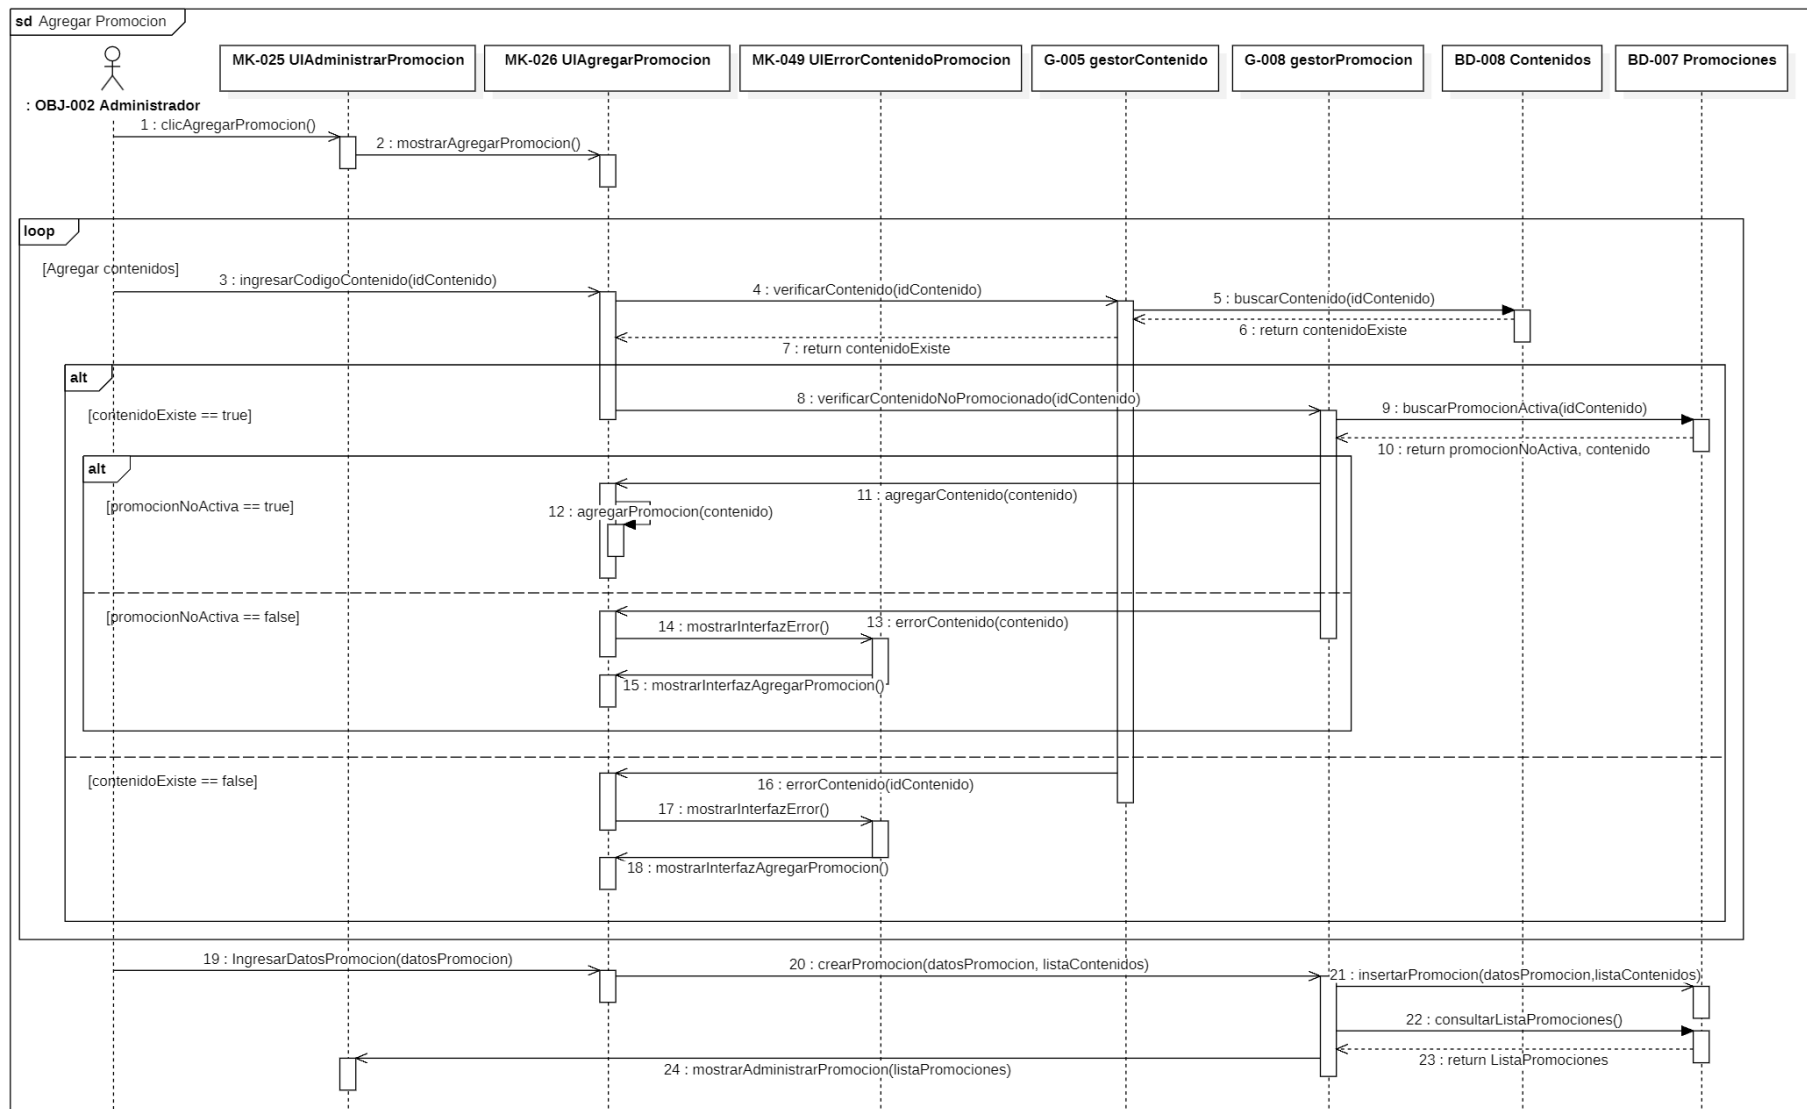 sd Agregar Promocion
MK-025 UIAdministrarPromocion
MK-026 UIAgregarPromocion
MK-049 UIErrorContenidoPromocion
G-005 gestorContenido
G-008 gestorPromocion
BD-008 Contenidos
BD-007 Promociones
: OBJ-002 Administrador
1 : clicAgregarPromocion()
2 : mostrarAgregarPromocion()
loop
[Agregar contenidos]
3 : ingresarCodigoContenido(idContenido)
4 : verificarContenido(idContenido)
5 : buscarContenido(idContenido)
6 : return contenidoExiste
7 : return contenidoExiste
alt
[contenidoExiste == true]
8 : verificarContenidoNoPromocionado(idContenido)
9 : buscarPromocionActiva(idContenido)
10 : return promocionNoActiva, contenido
alt
[promocionNoActiva == true]
11 : agregarContenido(contenido)
12 : agregarPromocion(contenido)
[promocionNoActiva == false]
13 : errorContenido(contenido)
14 : mostrarInterfazError()
15 : mostrarInterfazAgregarPromocion()
[contenidoExiste == false]
16 : errorContenido(idContenido)
17 : mostrarInterfazError()
18 : mostrarInterfazAgregarPromocion()
19 : IngresarDatosPromocion(datosPromocion)
20 : crearPromocion(datosPromocion, listaContenidos)
21 : insertarPromocion(datosPromocion,listaContenidos)
22 : consultarListaPromociones()
23 : return ListaPromociones
24 : mostrarAdministrarPromocion(listaPromociones)